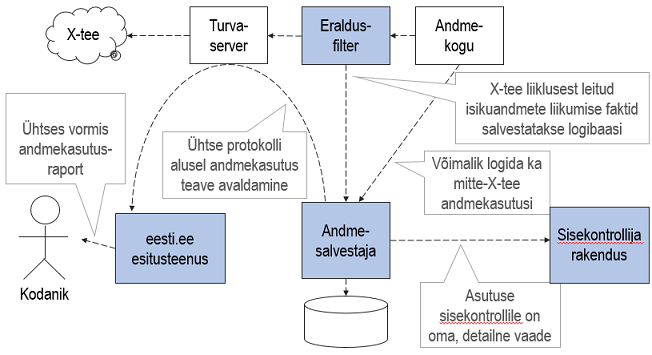 X-tee
Turva-
server
Eraldus-
filter
Andme-
kogu
X-tee liiklusest leitud
isikuandmete liikumise faktid
salvestatakse logibaasi
Ühtses vormis
andmekasutus-
raport
Ühtse protokolli
alusel andmekasutus
teave avaldamine
Võimalik logida ka
mitte-X-tee
andmekasutusi
Kodanik
eesti.ee
esitusteenus
Andme-
salvestaja
Sisekontrollija
rakendus
Asutuse
sisekontrollile on
oma, detailne vaade